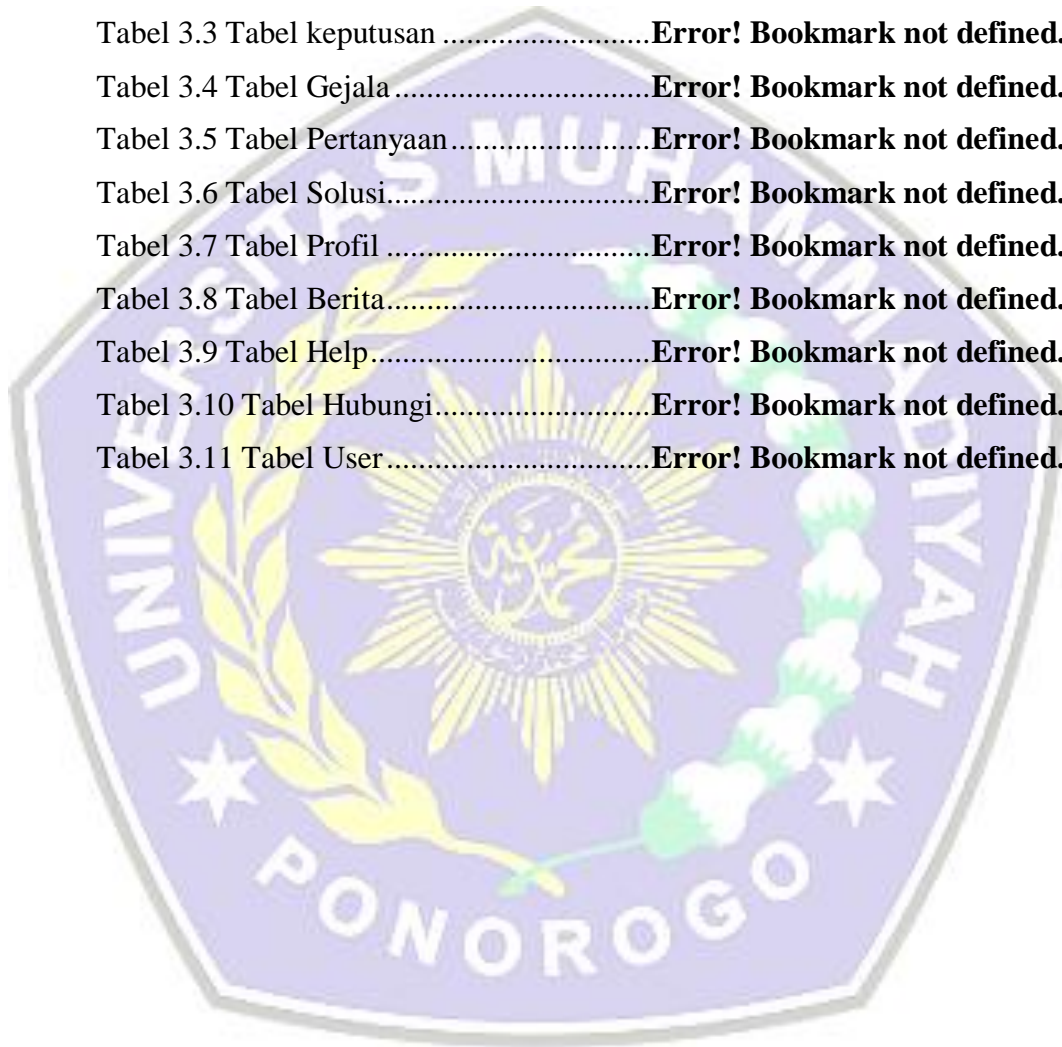 Tabel 3.3 Tabel keputusan ..........................Error! Bookmark not defined.
Tabel 3.4 Tabel Gejala ................................Error! Bookmark not defined.
Tabel 3.5 Tabel Pertanyaan.........................Error! Bookmark not defined.
Tabel 3.6 Tabel Solusi.................................Error! Bookmark not defined.
Tabel 3.7 Tabel Profil .................................Error! Bookmark not defined.
Tabel 3.8 Tabel Berita.................................Error! Bookmark not defined.
Tabel 3.9 Tabel Help...................................Error! Bookmark not defined.
Tabel 3.10 Tabel Hubungi...........................Error! Bookmark not defined.
Tabel 3.11 Tabel User .................................Error! Bookmark not defined.
UNIVERSITAS MUHAMMADIYAH
PONOROGO